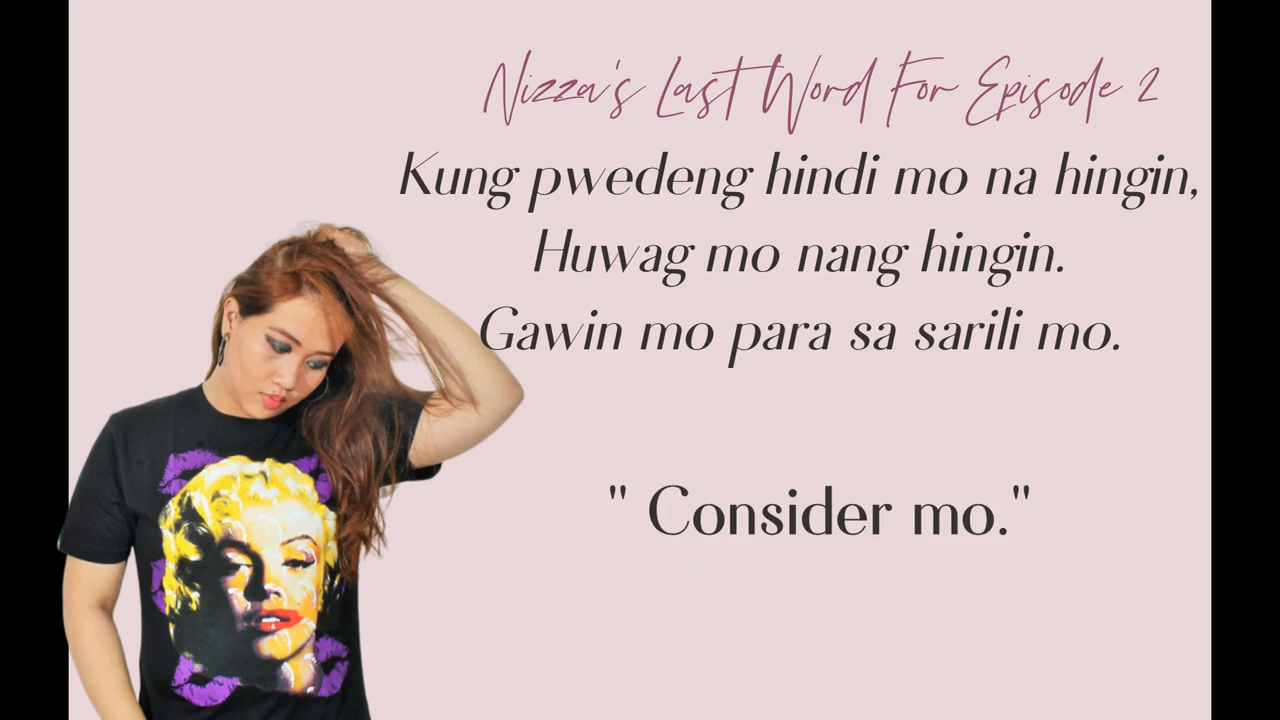 Nizza's Last Word For Episode 2
Kung pwedeng hindi mo na hingin,
Huwag mo nang hingin.
Gawin mo para sa sarili mo.
" Consider mo."